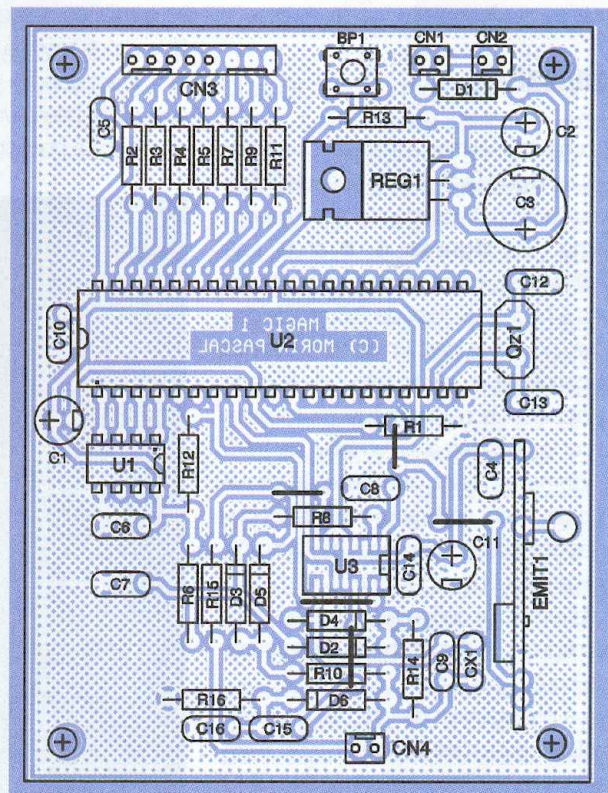 BP1
CN1
CN2
CN3
D1
C5
R2
R3
R4
R5
R7
R9
R11
R13
C2
REG1
C3
C12
C10
MAGIC 1
(C) MORIN PASCAL
U2
Qz1
C13
C1
R1
U1
R12
C4
C8
C6
R8
C11
U3
C14
EMIT1
C7
R6
R15
D3
D5
D4
D2
R10
R14
C9
CX1
R16
D6
C16
C15
CN4